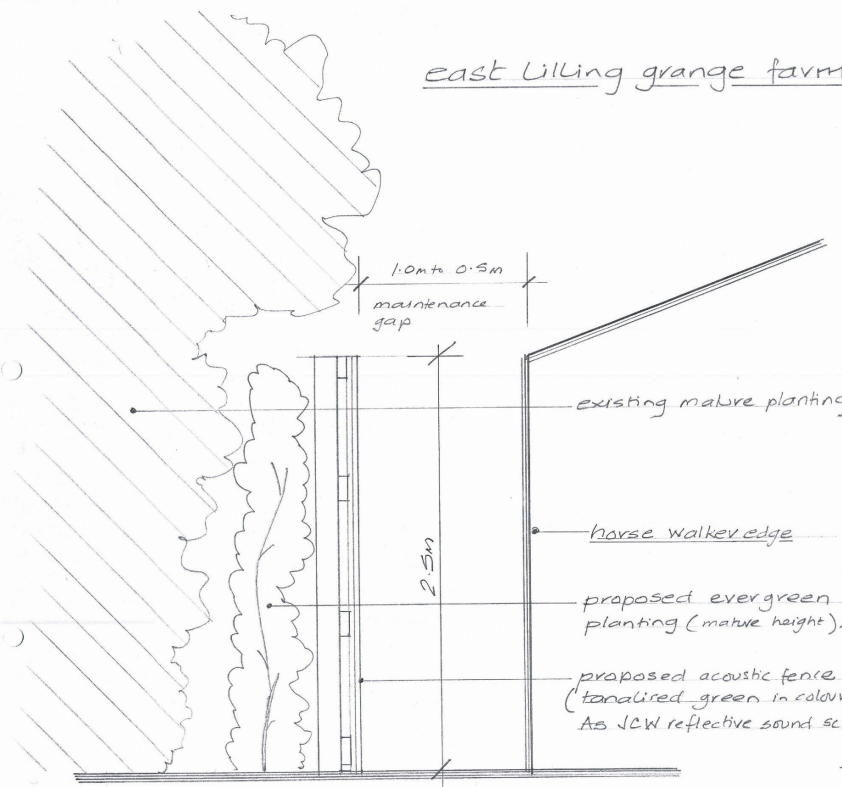 east Lilling grange farm
1.0m to 0.5m
maintenance
gap
existing mature planting
2.5m
horse walker edge
proposed evergreen
planting (mature height).
proposed acoustic fence
(tanalised green in colour
As JCW reflective sound sc